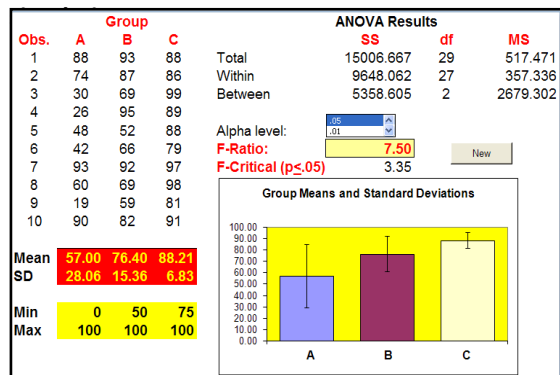 Group ANOVA Results
Obs. A B C SS df MS
1 88 93 88 Total 15006.667 29 517.471
2 74 87 86 Within 9648.062 27 357.336
3 30 69 99 Between 5358.605 2 2679.302
4 26 95 89 .05
5 48 52 88 Alpha level: .01
6 42 66 79 F-Ratio: 7.50 New
7 93 92 97 F-Critical (p≤.05) 3.35
8 60 69 98
9 19 59 81
10 90 82 91
Mean 57.00 76.40 88.21
SD 28.06 15.36 6.83
Min 0 50 75
Max 100 100 100
Group Means and Standard Deviations
100.00
90.00
80.00
70.00
60.00
50.00
40.00
30.00
20.00
10.00
0.00
A B C